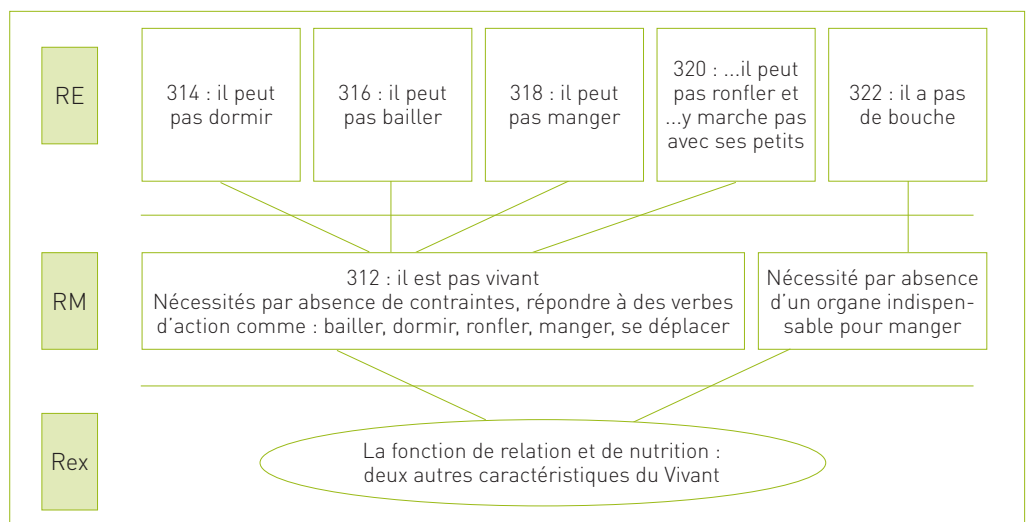 RE
314 : il peut
pas dormir
316 : il peut
pas bailler
318 : il peut
pas manger
320 : ...il peut
pas ronfler et
...y marche pas
avec ses petits
322 : il a pas
de bouche
RM
312 : il est pas vivant
Nécessités par absence de contraintes, répondre à des verbes
d’action comme : bailler, dormir, ronfler, manger, se déplacer
Nécessité par absence
d’un organe indispen-
sable pour manger
Rex
La fonction de relation et de nutrition :
deux autres caractéristiques du Vivant